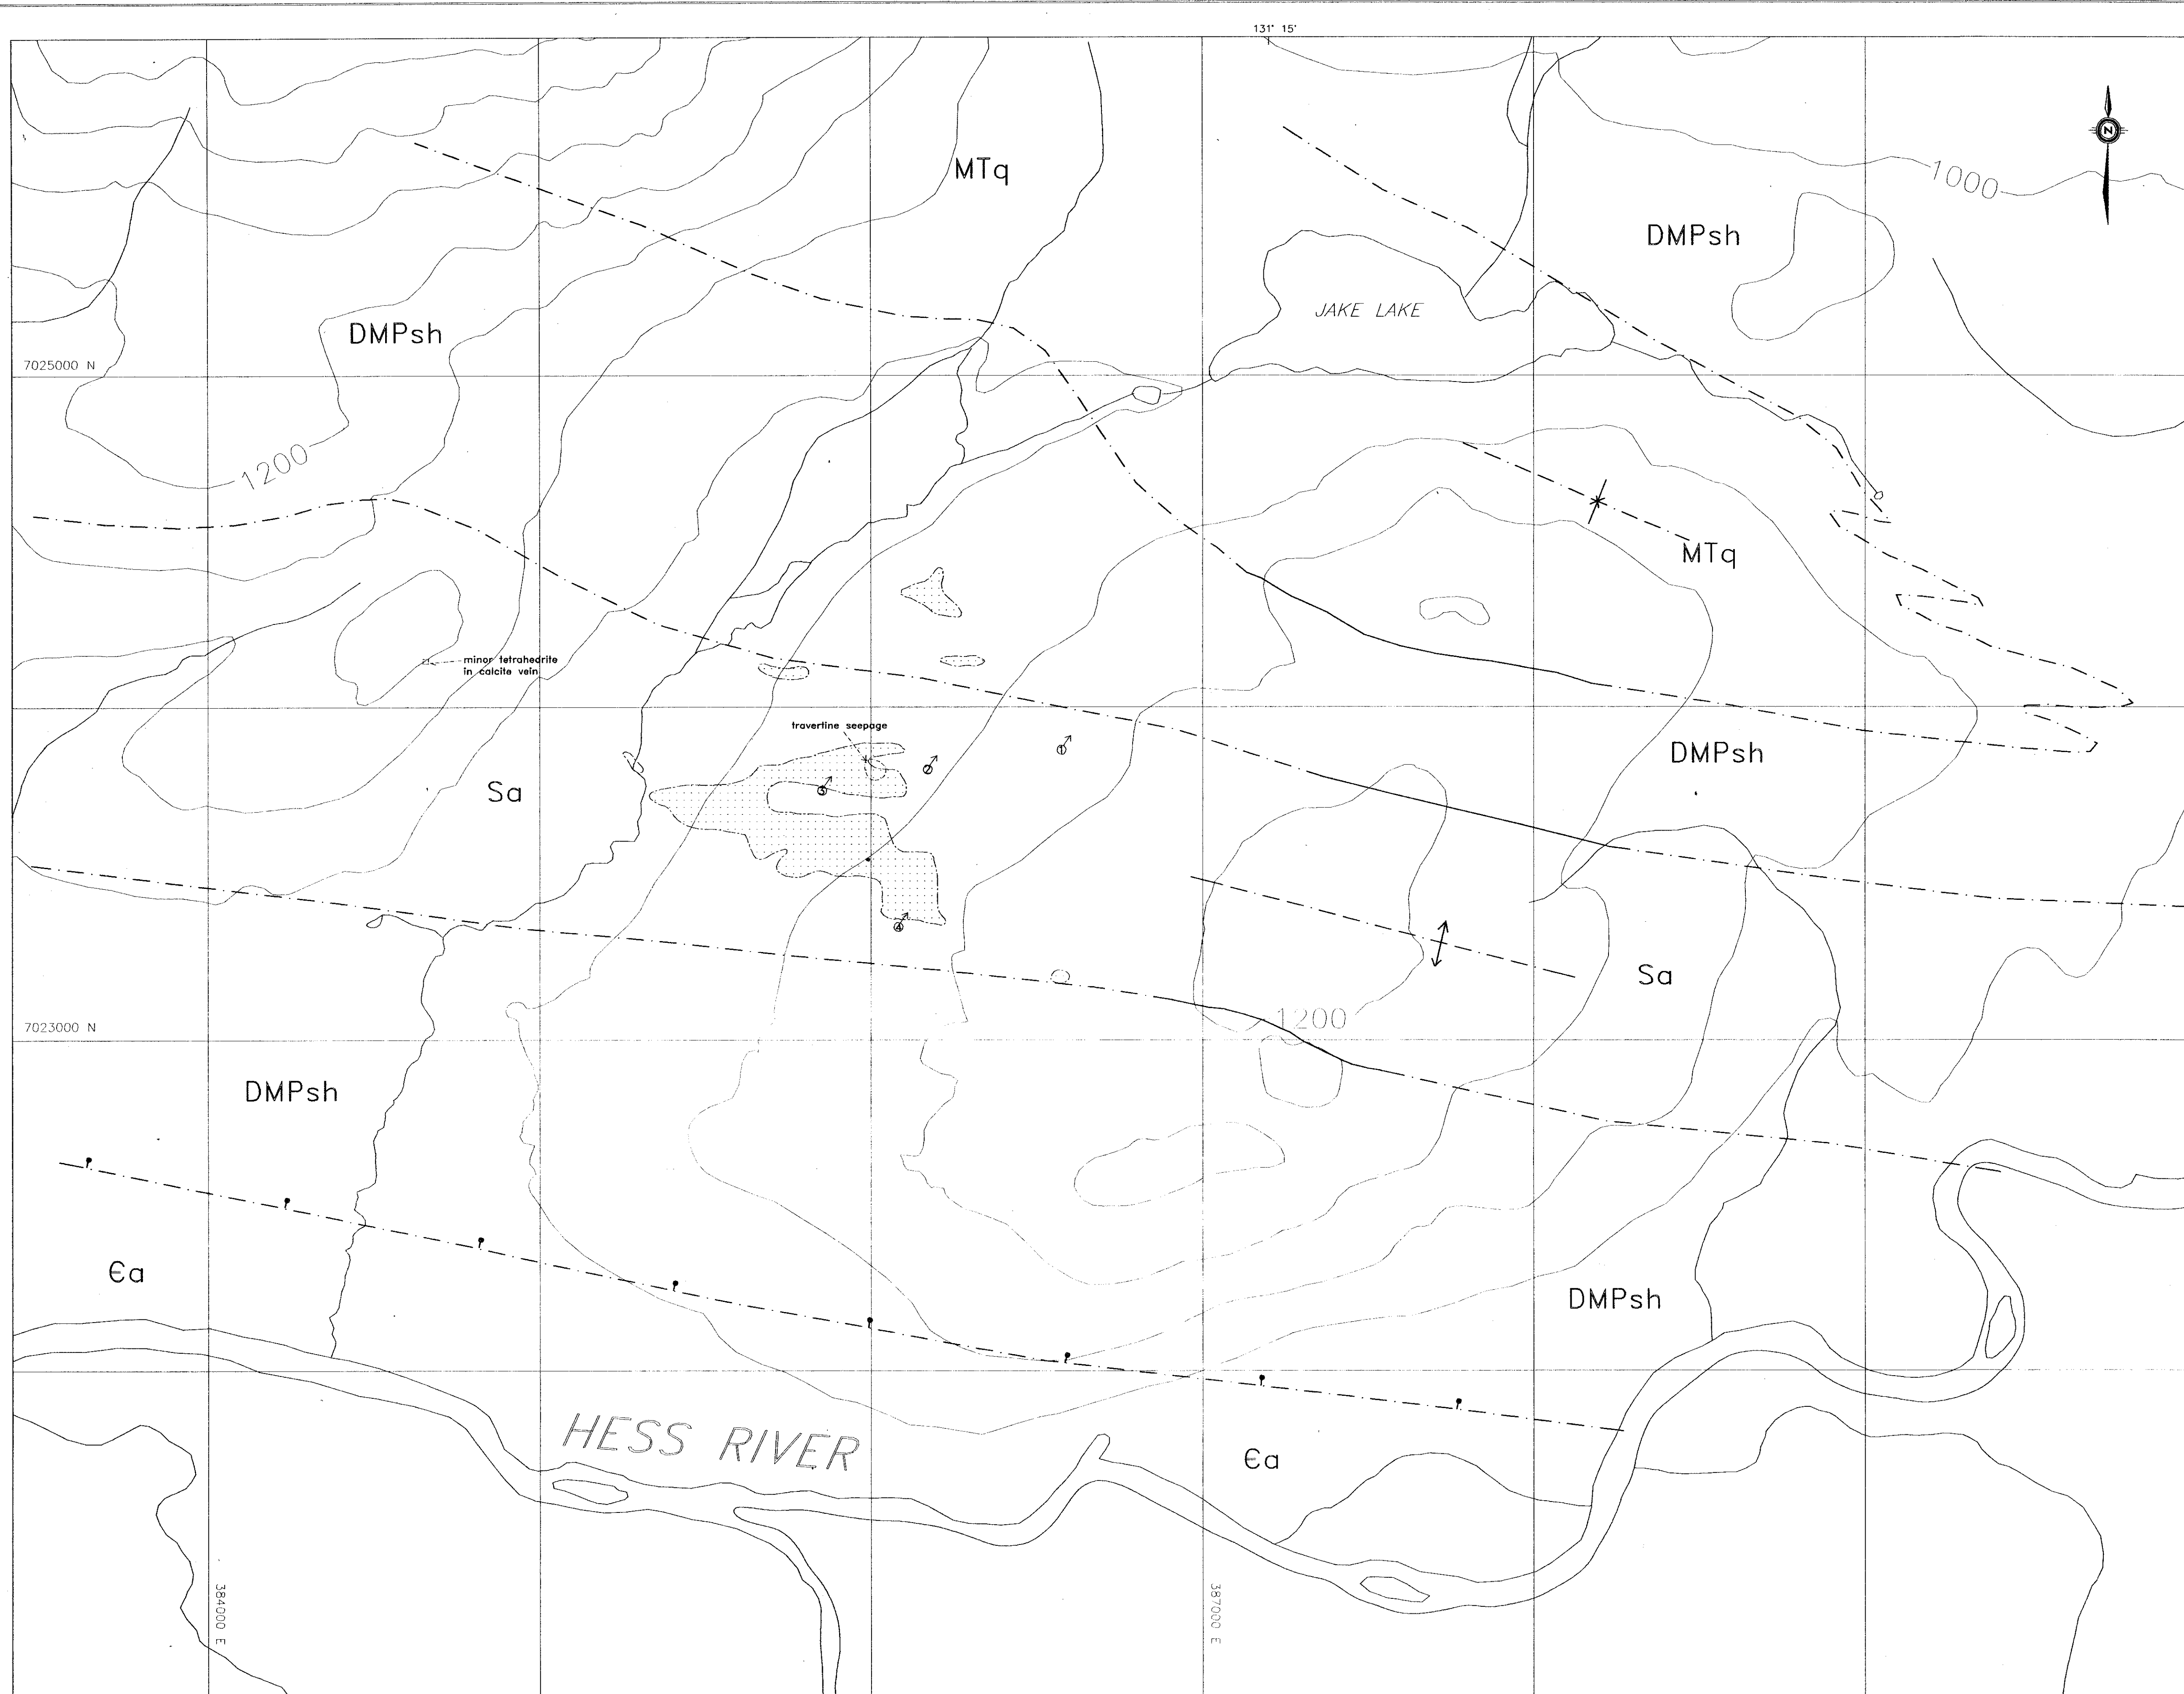 131° 15'
N
MTq
1000
DMPsh
JAKE LAKE
DMPsh
7025000 N
1200
MTq
minor tetrahedrite
in calcite vein
travertine seepage
1
2
DMPsh
Sa
4
Sa
1200
7023000 N
DMPsh
Єa
DMPsh
HESS RIVER
Єa
384000 E
387000 E